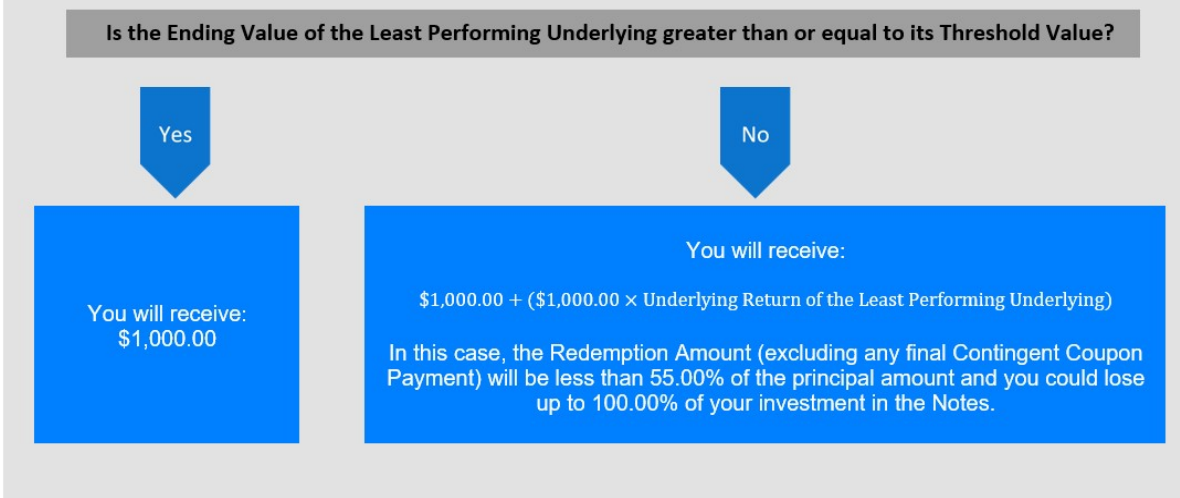 Is the Ending Value of the Least Performing Underlying greater than or equal to its Threshold Value?
Yes
No
You will receive:
$1,000.00
You will receive:
$1,000.00 + ($1,000.00 × Underlying Return of the Least Performing Underlying)
In this case, the Redemption Amount (excluding any final Contingent Coupon
Payment) will be less than 55.00% of the principal amount and you could lose
up to 100.00% of your investment in the Notes.